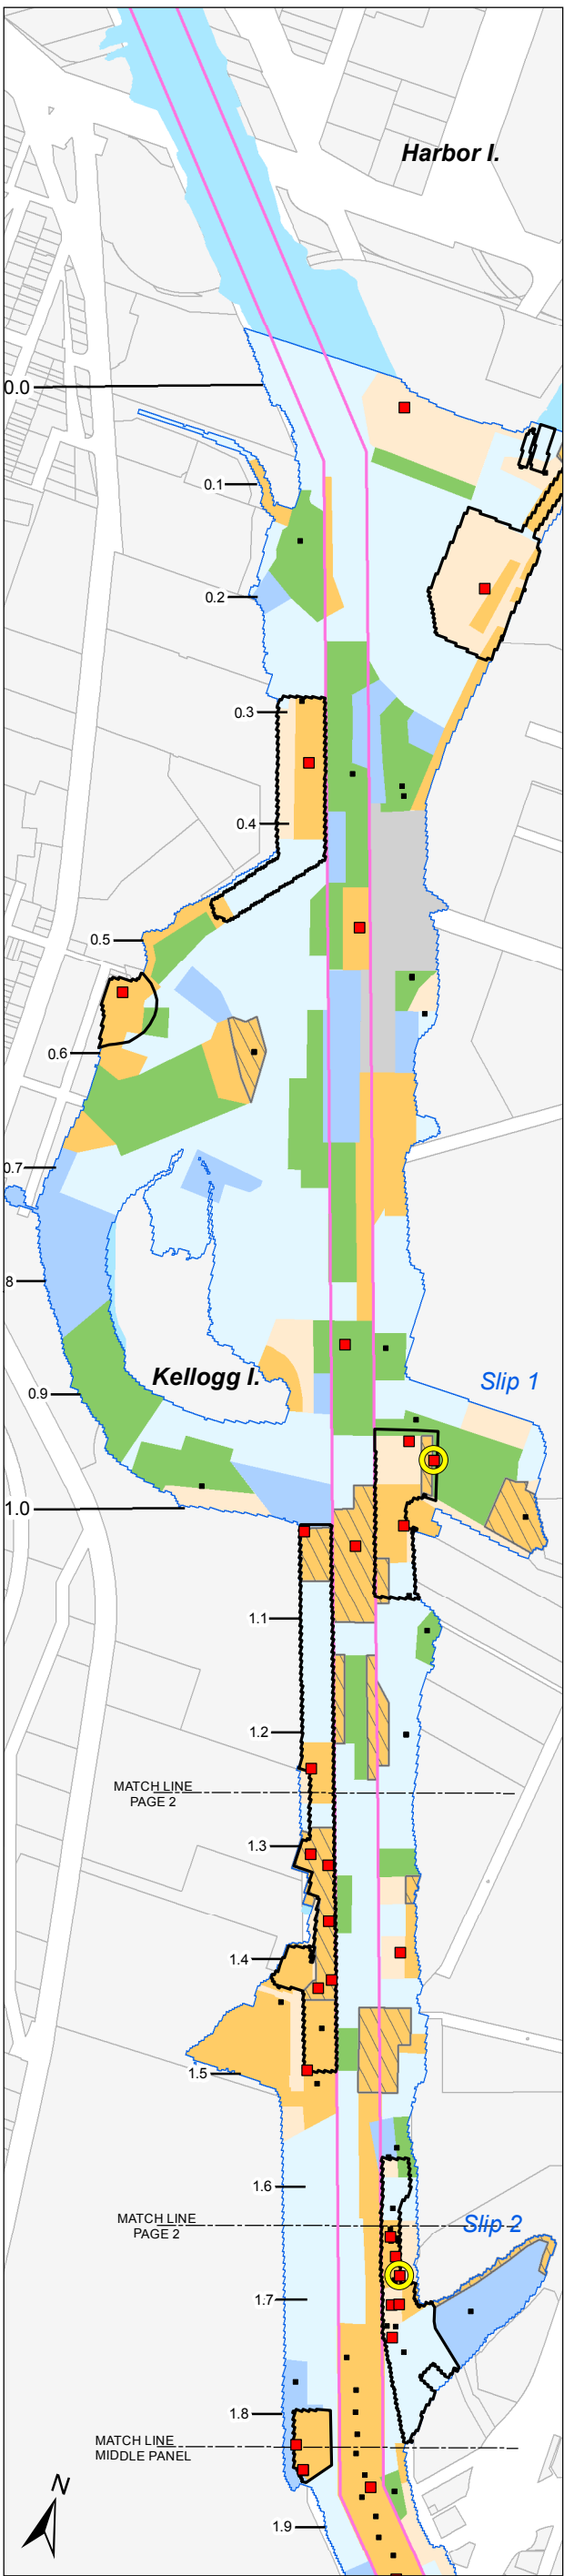 Harbor I.
0.0
0.1
0.2
0.3
0.4
0.5
0.6
0.7
8
Kellogg I.
Slip 1
0.9
1.0
1.1
1.2
MATCH LINE
PAGE 2
1.3
1.4
1.5
1.6
MATCH LINE
PAGE 2
Slip 2
1.7
1.8
MATCH LINE
MIDDLE PANEL
N
1.9